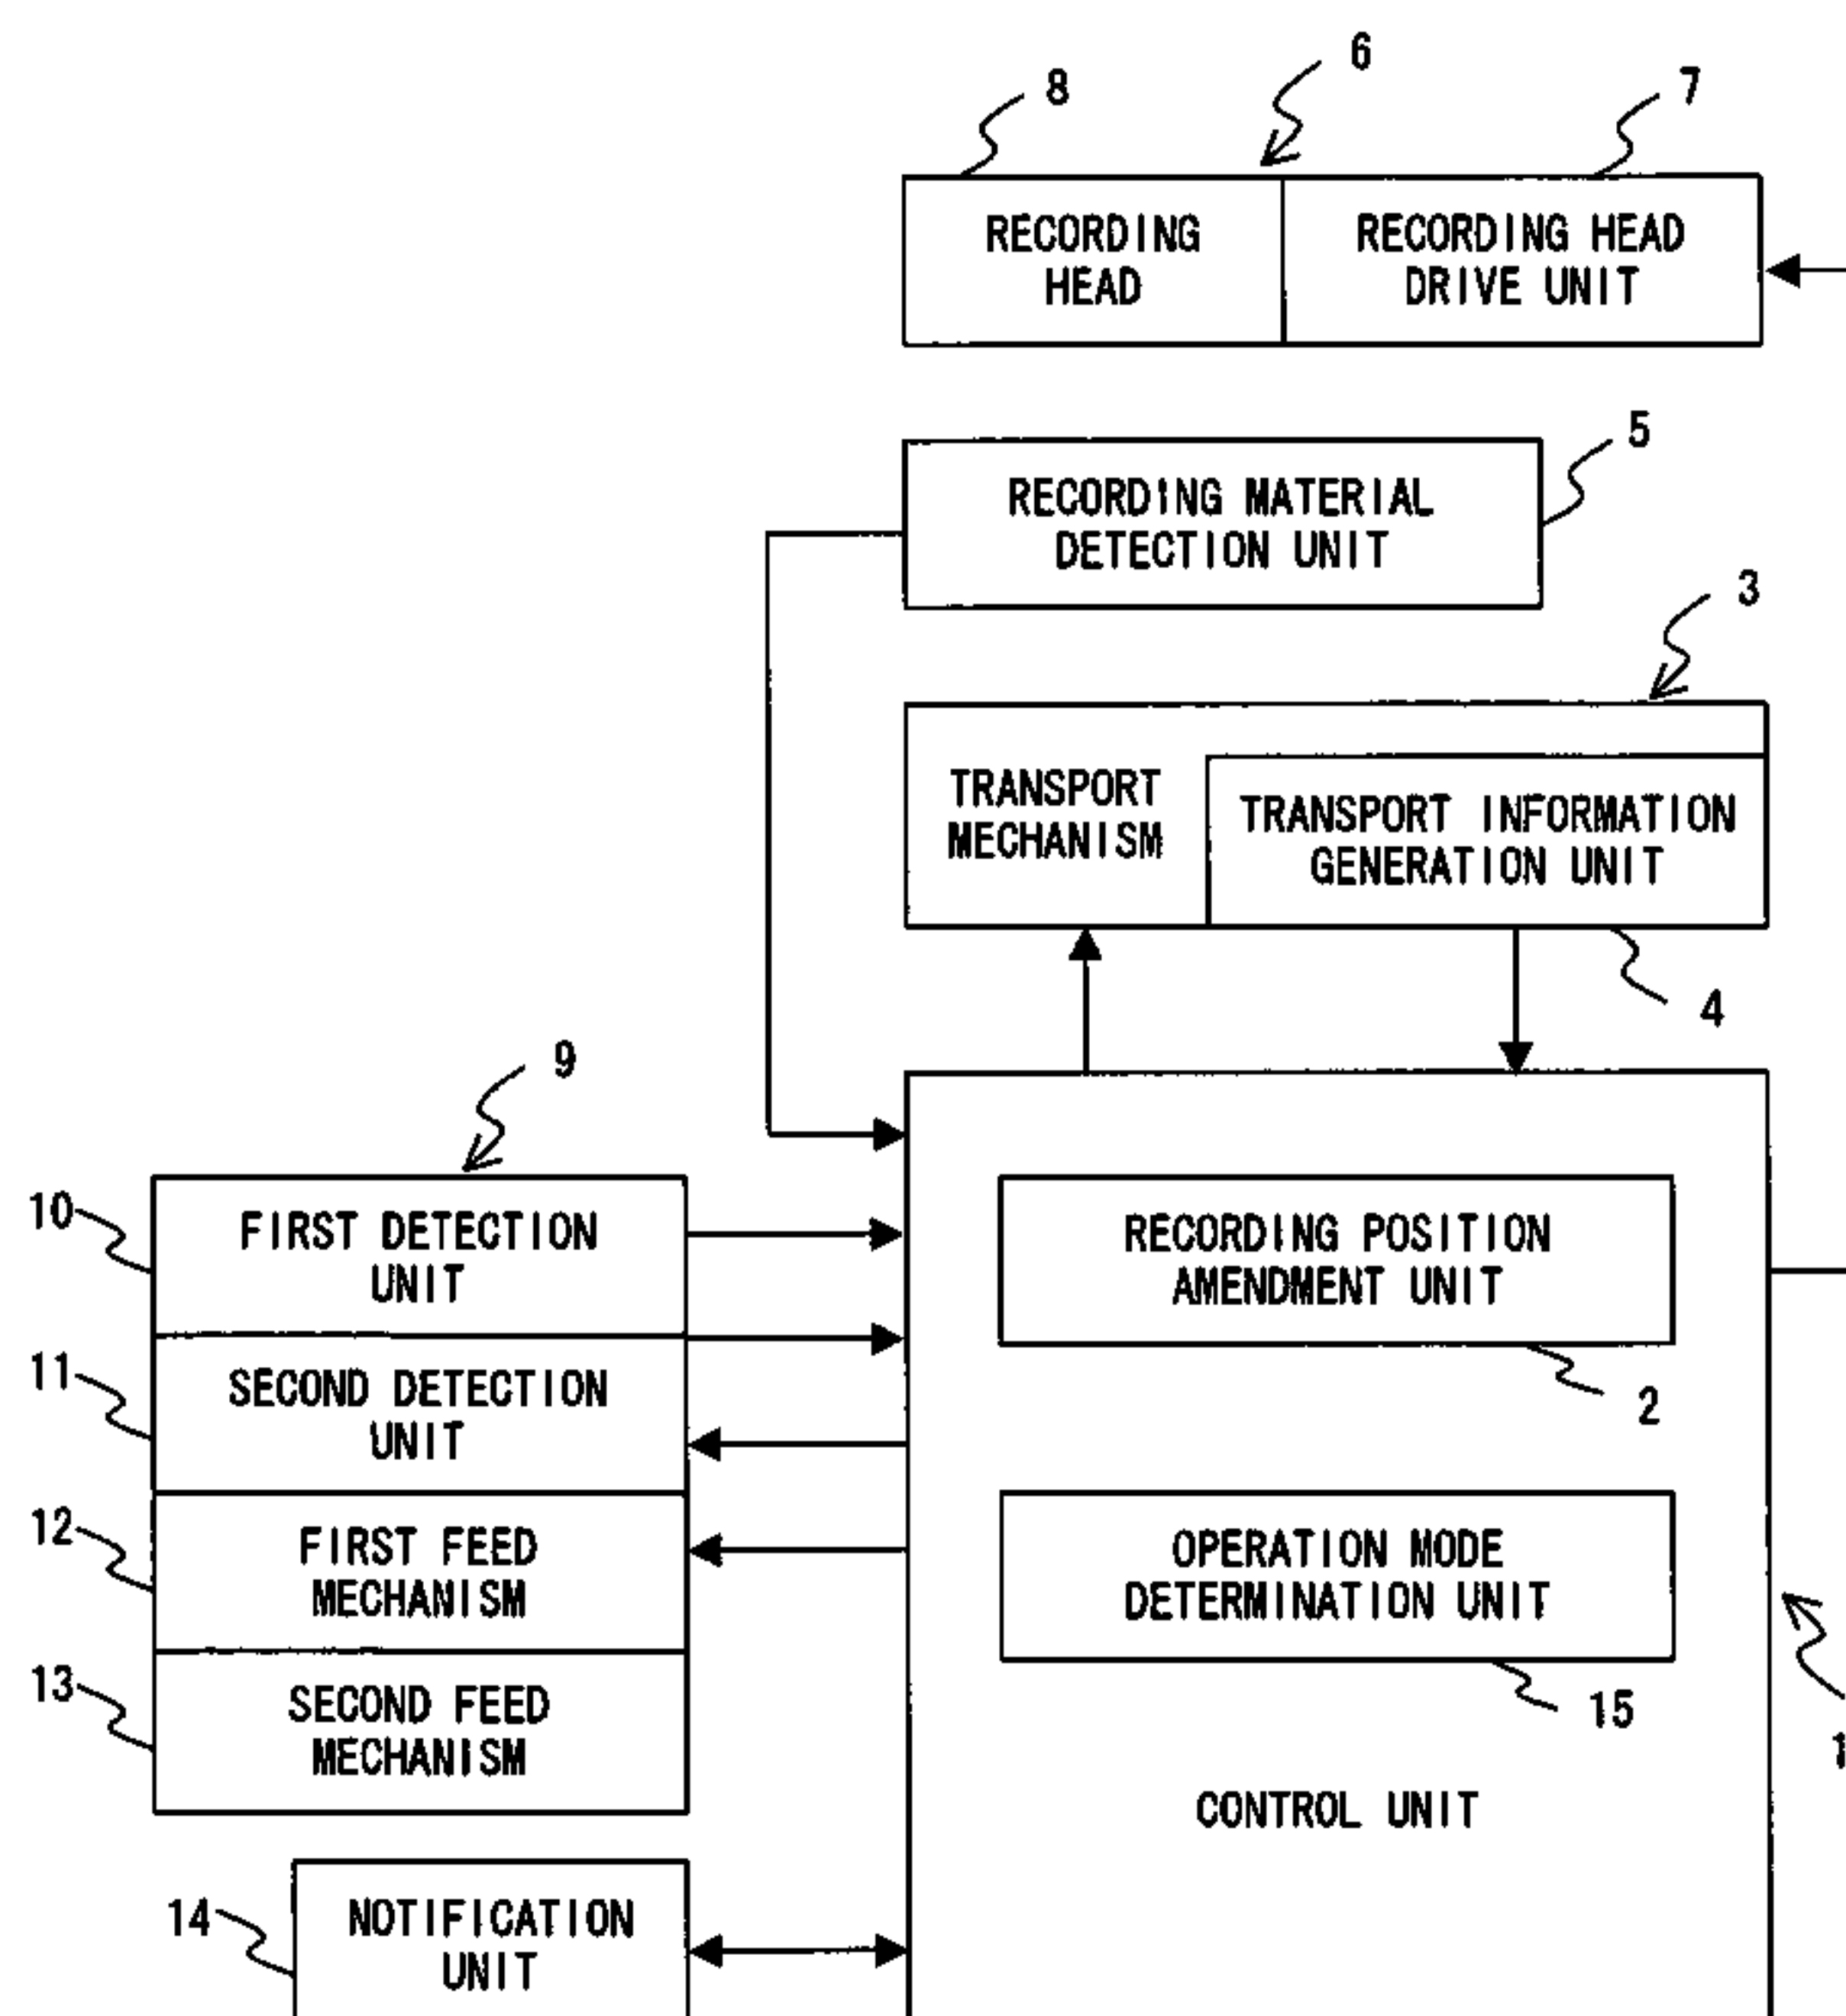 6
8
7
RECORDING
HEAD
RECORDING HEAD
DRIVE UNIT
5
RECORDING MATERIAL
DETECTION UNIT
3
TRANSPORT
MECHANISM
TRANSPORT INFORMATION
GENERATION UNIT
4
9
10
FIRST DETECTION
UNIT
RECORDING POSITION
AMENDMENT UNIT
11
SECOND DETECTION
UNIT
2
12
FIRST FEED
MECHANISM
OPERATION MODE
DETERMINATION UNIT
13
SECOND FEED
MECHANISM
15
1
CONTROL UNIT
14
NOTIFICATION
UNIT